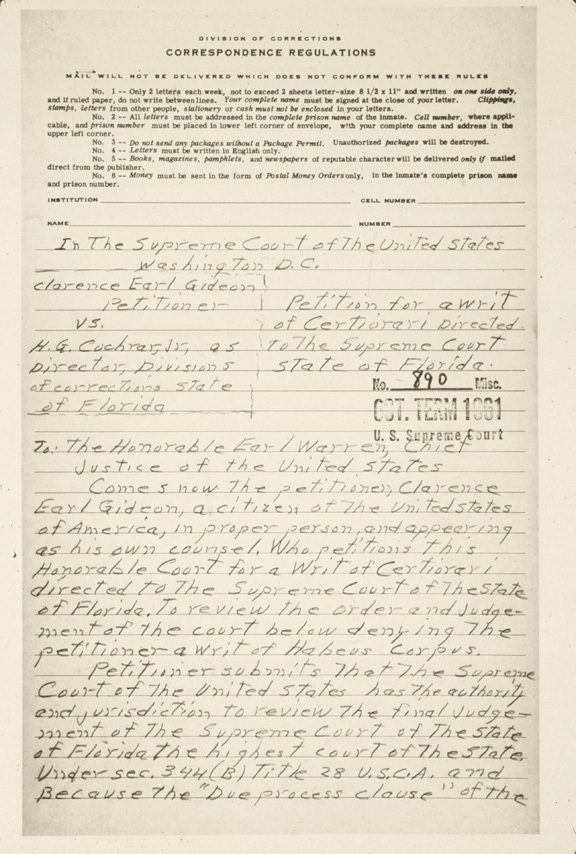 DIVISION OF CORRECTIONS
CORRESPONDENCE REGULATIONS
MAIL WILL NOT BE DELIVERED WHICH DOES NOT CONFORM WITH THESE RULES
No. 1 -- Only 2 letters each week, not to exceed 2 sheets letter-size 8 1/2 x 11" and written on one side only,
and if ruled paper, do not write between lines. Your complete name must be signed at the close of your letter. Clippings,
stamps, letters from other people, stationery or cash must not be enclosed in your letters.
No. 2 -- All letters must be addressed in the complete prison name of the inmate. Cell number, where appli-
cable, and prison number must be placed in lower left corner of envelope, with your complete name and address in the
upper left corner.
No. 3 -- Do not send any packages without a Package Permit. Unauthorized packages will be destroyed.
No. 4 -- Letters must be written in English only.
No. 5 -- Books, magazines, pamphlets, and newspapers of reputable character will be delivered only if mailed
direct from the publisher.
No. 6 -- Money must be sent in the form of Postal Money Orders only, in the inmate's complete prison name
and prison number.
INSTITUTION CELL NUMBER
NAME NUMBER
In The Supreme Court of The United States
Washington D.C.
Clarence Earl Gideon
Petitioner Petition for a Writ
vs. of Certiorari Directed
H.G. Cochran, Jr, as to The Supreme Court
Director, Divisions State of Florida.
of corrections State No. 890 Misc.
of Florida OCT. TERM 1961
U. S. Supreme Court
To: The Honorable Earl Warren, Chief
Justice of the United States
Comes now The petitioner, Clarence
Earl Gideon, a citizen of The United states
of America, in proper person, and appearing
as his own counsel. Who petitions this
Honorable Court for a Writ of Certiorari
directed to The Supreme Court of The State
of Florida. To review the order and Judge-
ment of the court below denying The
petitioner a writ of Habeus Corpus.
Petitioner submits That The Supreme
Court of The United States has The authority
and jurisdiction to review the final Judge-
ment of The Supreme Court of The State
of Florida the highest court of The State.
Under sec. 344(B) Title 28 U.S.C.A. and
Because the "Due process clause" of the